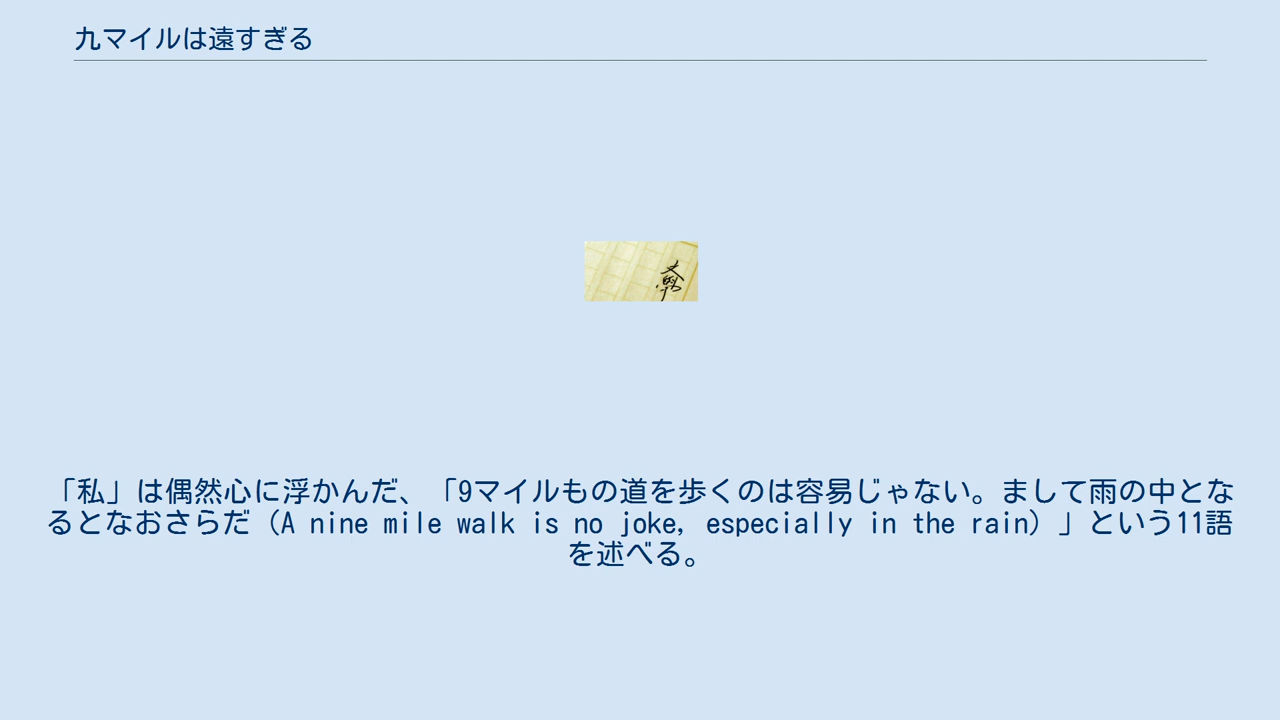 九マイルは遠すぎる
「私」は偶然心に浮かんだ、「9マイルもの道を歩くのは容易じゃない。まして雨の中とな
るとなおさらだ（A nine mile walk is no joke, especially in the rain）」という11語
を述べる。